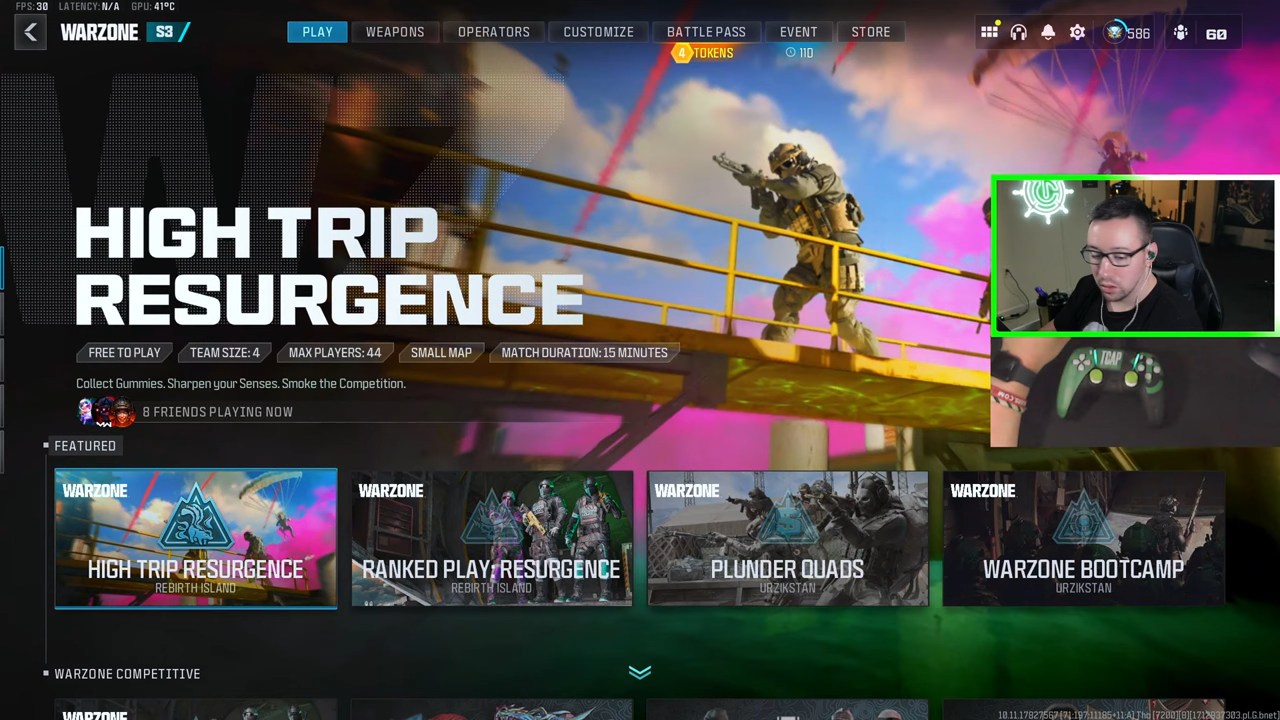 FPS: 30 LATENCY: N/A GPU: 41°C
WARZONE S3
PLAY WEAPONS OPERATORS CUSTOMIZE BATTLE PASS EVENT STORE
586 60
4 TOKENS 11D
HIGH TRIP
RESURGENCE
FREE TO PLAY TEAM SIZE: 4 MAX PLAYERS: 44 SMALL MAP MATCH DURATION: 15 MINUTES
Collect Gummies. Sharpen your Senses. Smoke the Competition.
8 FRIENDS PLAYING NOW
TCAP
FEATURED
WARZONE
HIGH TRIP RESURGENCE
REBIRTH ISLAND
WARZONE
RANKED PLAY: RESURGENCE
REBIRTH ISLAND
WARZONE
PLUNDER QUADS
URZIKSTAN
WARZONE
WARZONE BOOTCAMP
URZIKSTAN
WARZONE COMPETITIVE
WARZONE